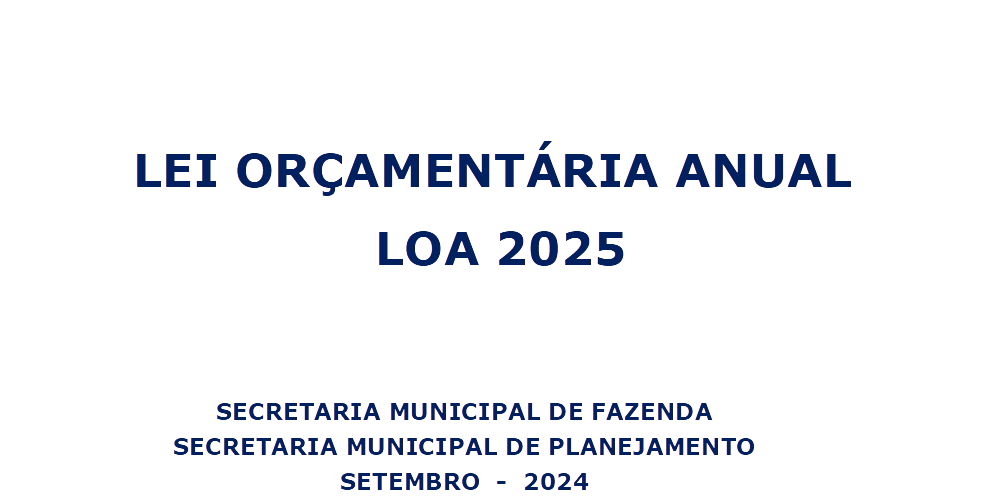 LEI ORÇAMENTÁRIA ANUAL
LOA 2025
SECRETARIA MUNICIPAL DE FAZENDA
SECRETARIA MUNICIPAL DE PLANEJAMENTO
SETEMBRO - 2024